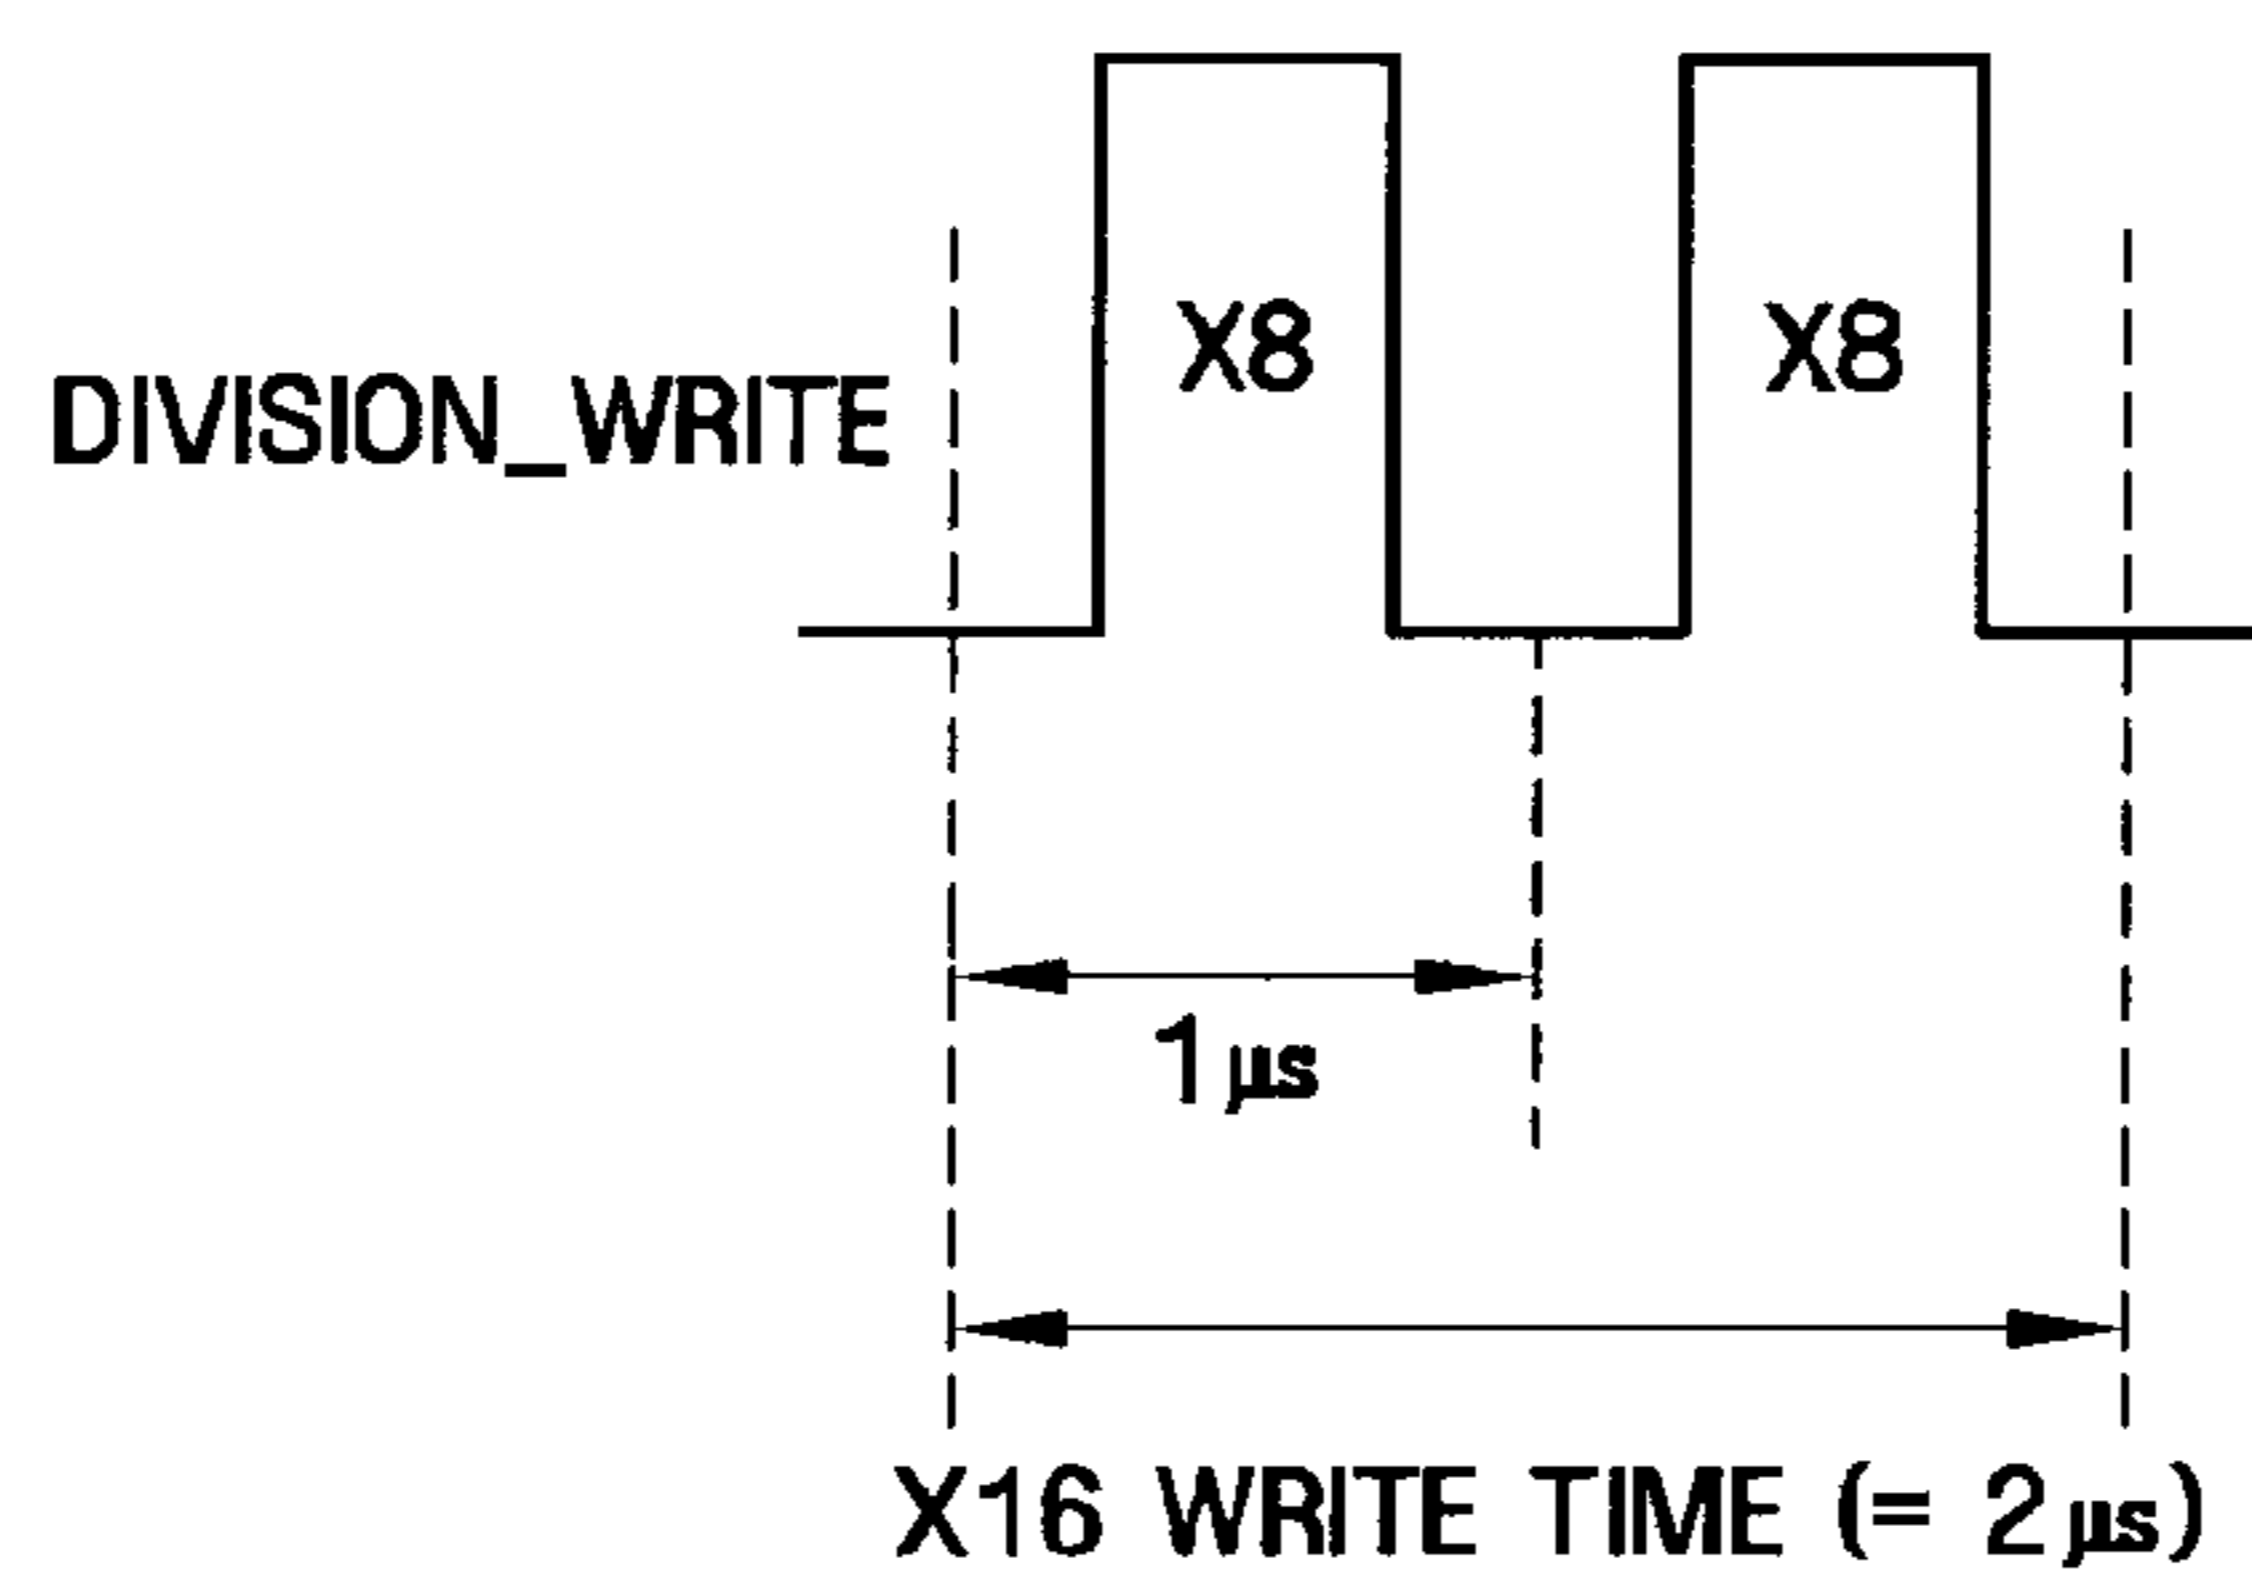 X8 X8
DIVISION_WRITE
1μs
X16 WRITE TIME (= 2μs)